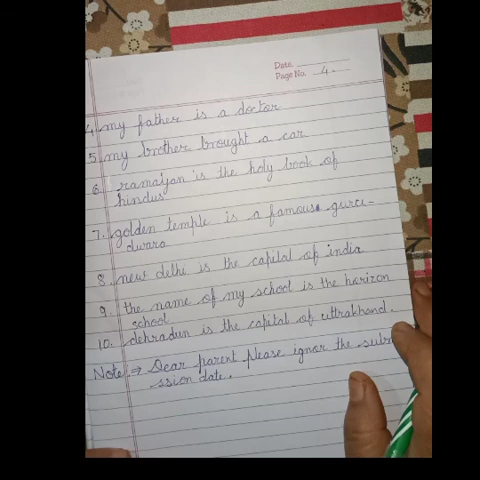 Date
Page No. 4.
4. my father is a doctor
5. my brother brought a car
6. ramayan is the holy book of
hindus
7. golden temple is a famous guru-
dwara
8. new delhi is the capital of india
9. the name of my school is the horizon
school
10. dehradun is the capital of uttrakhand.
Note:→ Dear parent please ignor the
ssion date.